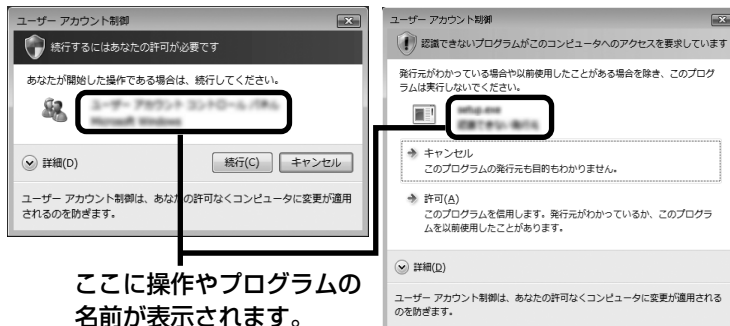 ユーザー アカウント制御
続行するにはあなたの許可が必要です
あなたが開始した操作である場合は、続行してください。
詳細(D)
続行(C)
キャンセル
ユーザー アカウント制御は、あなたの許可なくコンピュータに変更が適用
されるのを防ぎます。
ユーザー アカウント制御
認識できないプログラムがこのコンピュータへのアクセスを要求しています
発行元がわかっている場合や以前使用したことがある場合を除き、このプログ
ラムは実行しないでください。
キャンセル
このプログラムの発行元も目的もわかりません。
許可(A)
このプログラムを信用します。発行元がわかっているか、このプログラ
ムを以前使用したことがあります。
詳細(D)
ユーザー アカウント制御は、あなたの許可なくコンピュータに変更が適用される
のを防ぎます。
ここに操作やプログラムの
名前が表示されます。